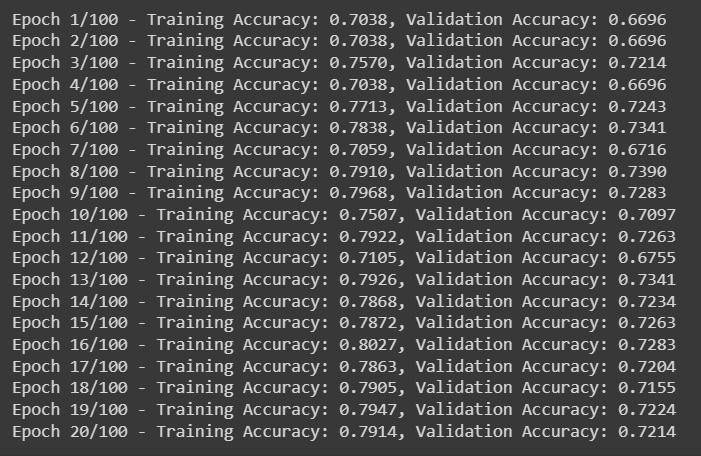 Epoch 1/100 - Training Accuracy: 0.7038, Validation Accuracy: 0.6696
Epoch 2/100 - Training Accuracy: 0.7038, Validation Accuracy: 0.6696
Epoch 3/100 - Training Accuracy: 0.7570, Validation Accuracy: 0.7214
Epoch 4/100 - Training Accuracy: 0.7038, Validation Accuracy: 0.6696
Epoch 5/100 - Training Accuracy: 0.7713, Validation Accuracy: 0.7243
Epoch 6/100 - Training Accuracy: 0.7838, Validation Accuracy: 0.7341
Epoch 7/100 - Training Accuracy: 0.7059, Validation Accuracy: 0.6716
Epoch 8/100 - Training Accuracy: 0.7910, Validation Accuracy: 0.7390
Epoch 9/100 - Training Accuracy: 0.7968, Validation Accuracy: 0.7283
Epoch 10/100 - Training Accuracy: 0.7507, Validation Accuracy: 0.7097
Epoch 11/100 - Training Accuracy: 0.7922, Validation Accuracy: 0.7263
Epoch 12/100 - Training Accuracy: 0.7105, Validation Accuracy: 0.6755
Epoch 13/100 - Training Accuracy: 0.7926, Validation Accuracy: 0.7341
Epoch 14/100 - Training Accuracy: 0.7868, Validation Accuracy: 0.7234
Epoch 15/100 - Training Accuracy: 0.7872, Validation Accuracy: 0.7263
Epoch 16/100 - Training Accuracy: 0.8027, Validation Accuracy: 0.7283
Epoch 17/100 - Training Accuracy: 0.7863, Validation Accuracy: 0.7204
Epoch 18/100 - Training Accuracy: 0.7905, Validation Accuracy: 0.7155
Epoch 19/100 - Training Accuracy: 0.7947, Validation Accuracy: 0.7224
Epoch 20/100 - Training Accuracy: 0.7914, Validation Accuracy: 0.7214